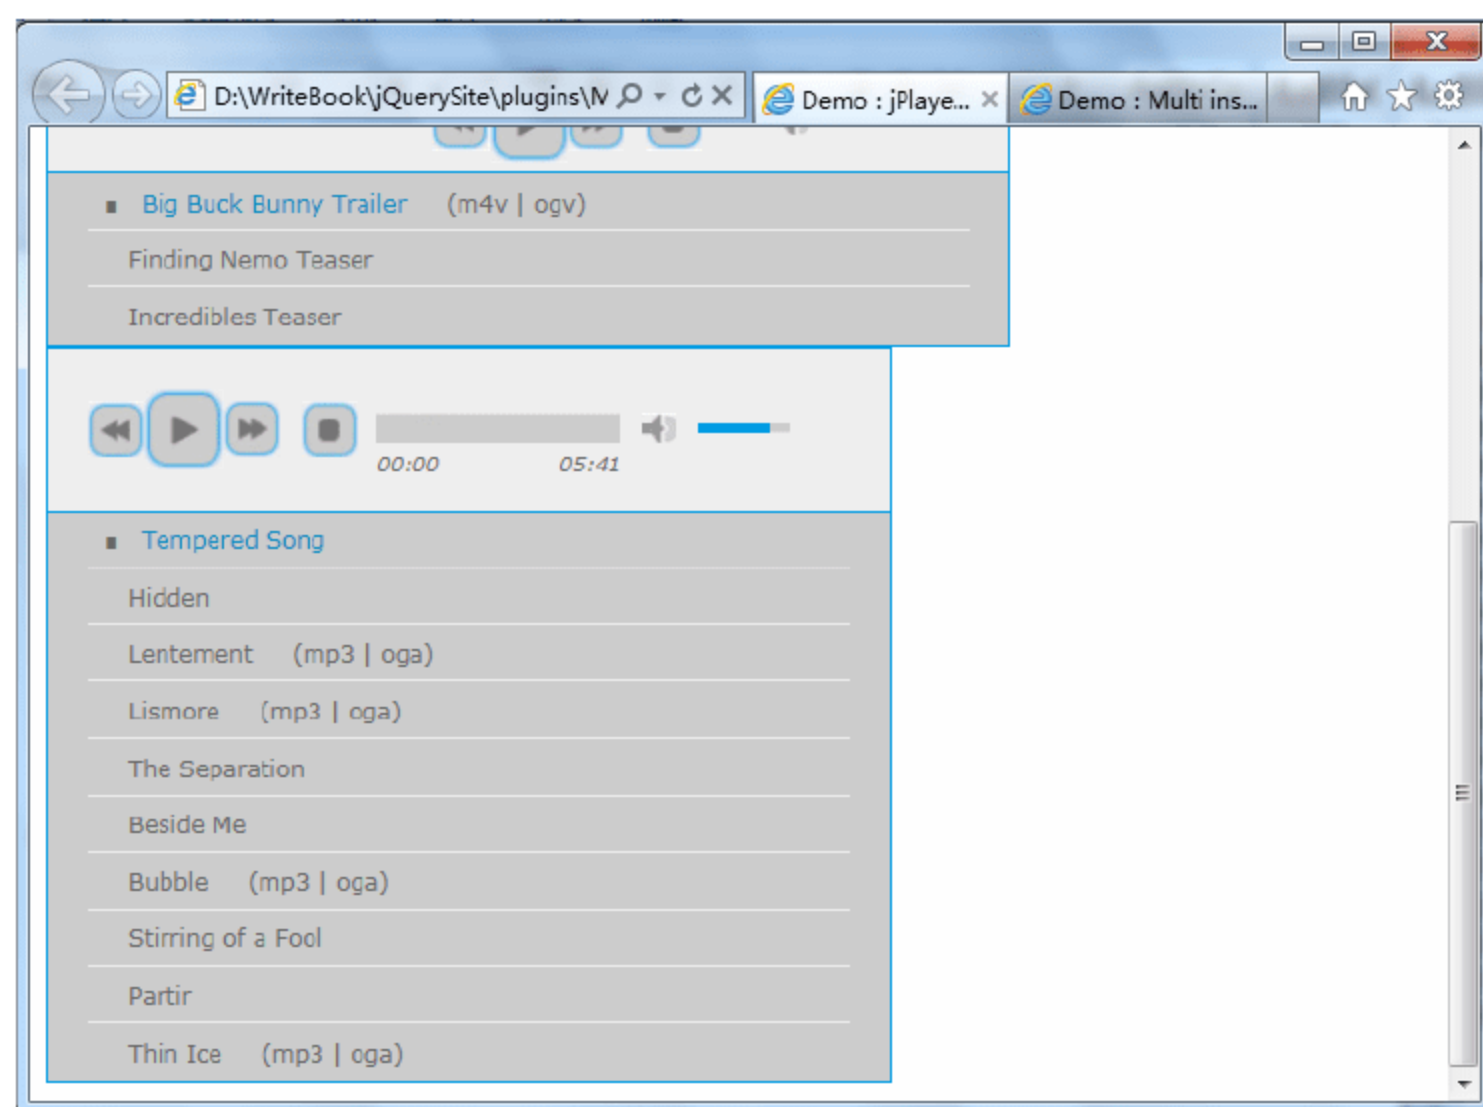 D:\WriteBook\jQuerySite\plugins\M
Demo : jPlaye...
Demo : Multi ins...
Big Buck Bunny Trailer (m4v | ogv)
Finding Nemo Teaser
Incredibles Teaser
00:00 05:41
Tempered Song
Hidden
Lentement (mp3 | oga)
Lismore (mp3 | oga)
The Separation
Beside Me
Bubble (mp3 | oga)
Stirring of a Fool
Partir
Thin Ice (mp3 | oga)